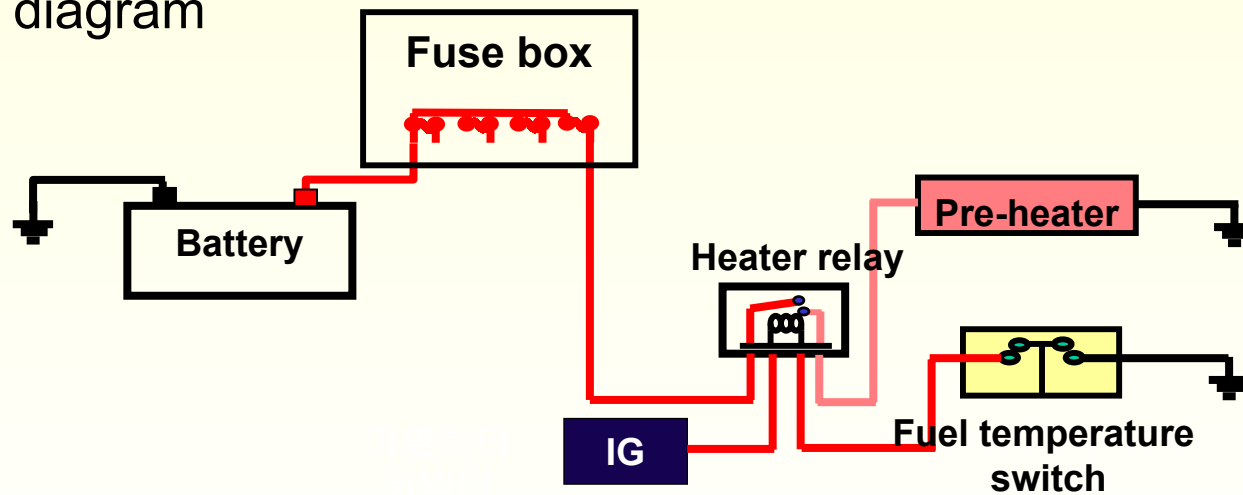 diagram
Fuse box
Battery
Pre-heater
Heater relay
IG
Fuel temperature
switch